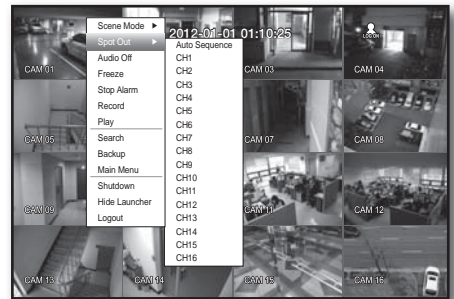 Scene Mode
Spot Out
Audio Off
Freeze
Stop Alarm
Record
Play
Search
Backup
Main Menu
Shutdown
Hide Launcher
Logout
Auto Sequence
CH1
CH2
CH3
CH4
CH5
CH6
CH7
CH8
CH9
CH10
CH11
CH12
CH13
CH14
CH15
CH16
2012-01-01 01:10:25
LOG ON
CAM 01
CAM 03
CAM 04
CAM 05
CAM 07
CAM 08
CAM 09
CAM 11
CAM 12
CAM 13
CAM 14
CAM 15
CAM 16